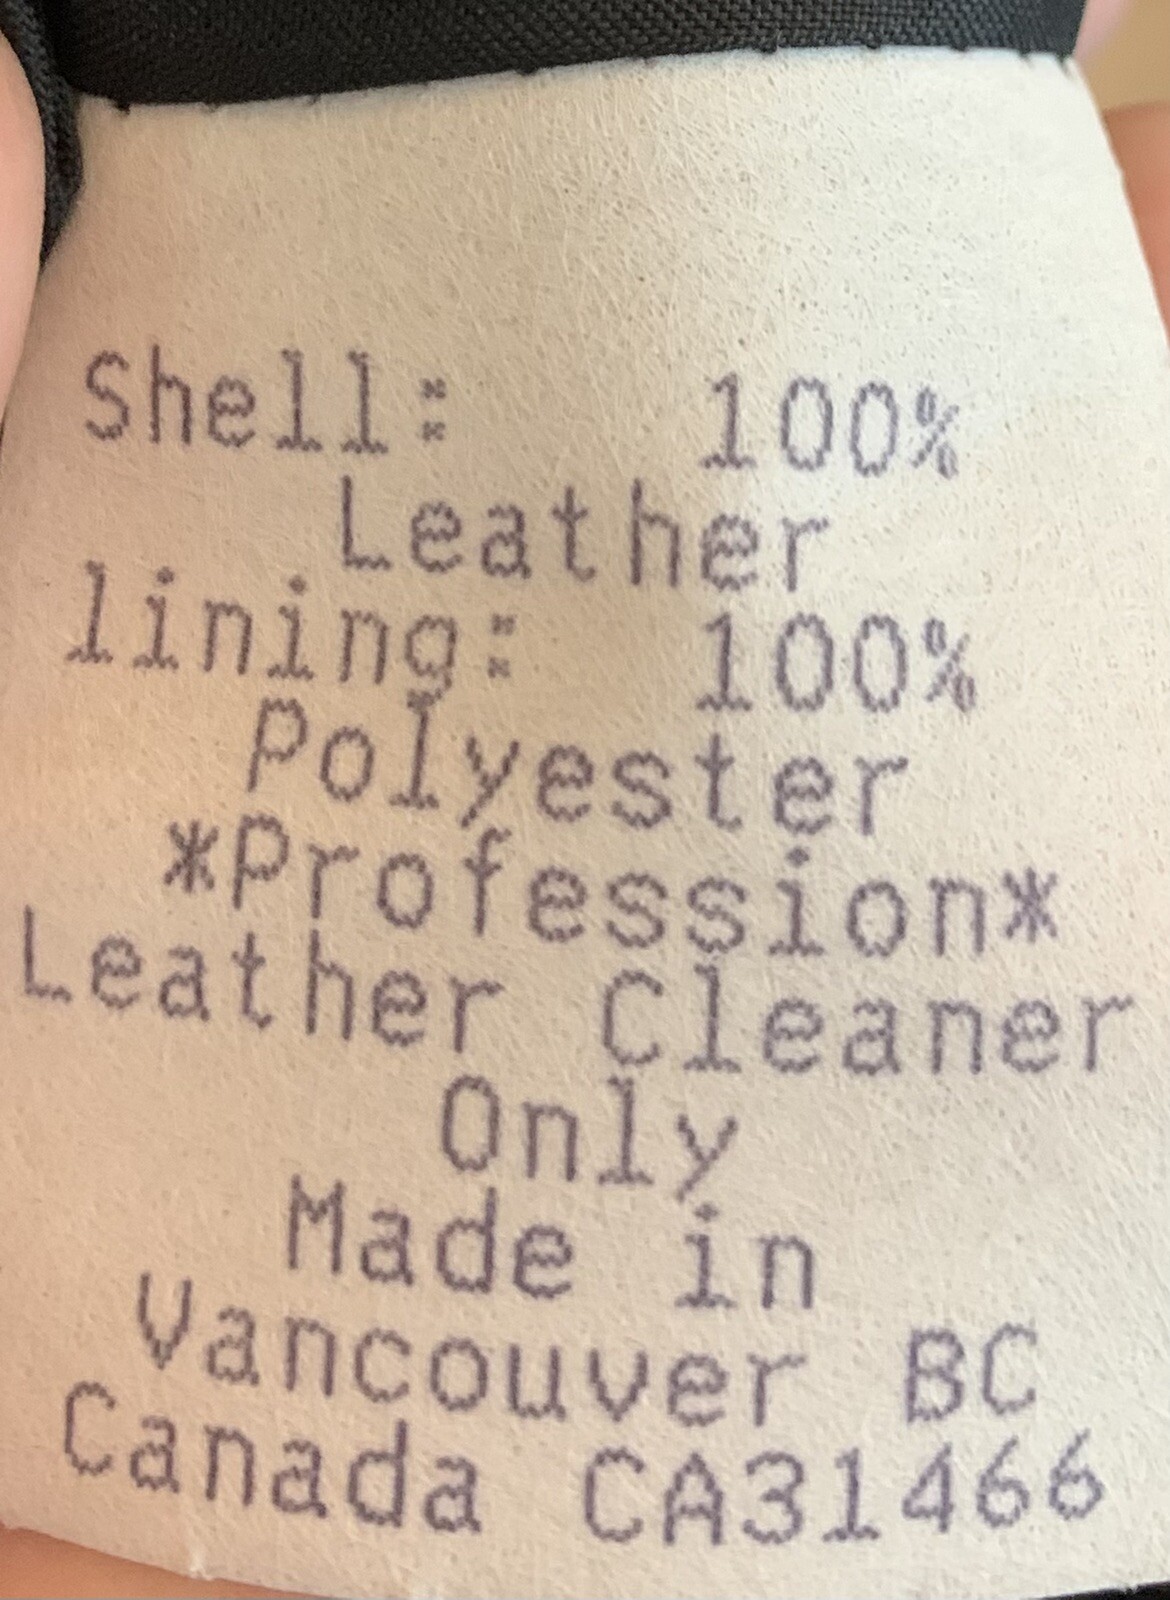 Shell: 100%
Leather
lining: 100%
Polyester
*Profession*
Leather Cleaner
Only
Made in
Vancouver BC
Canada CA31466